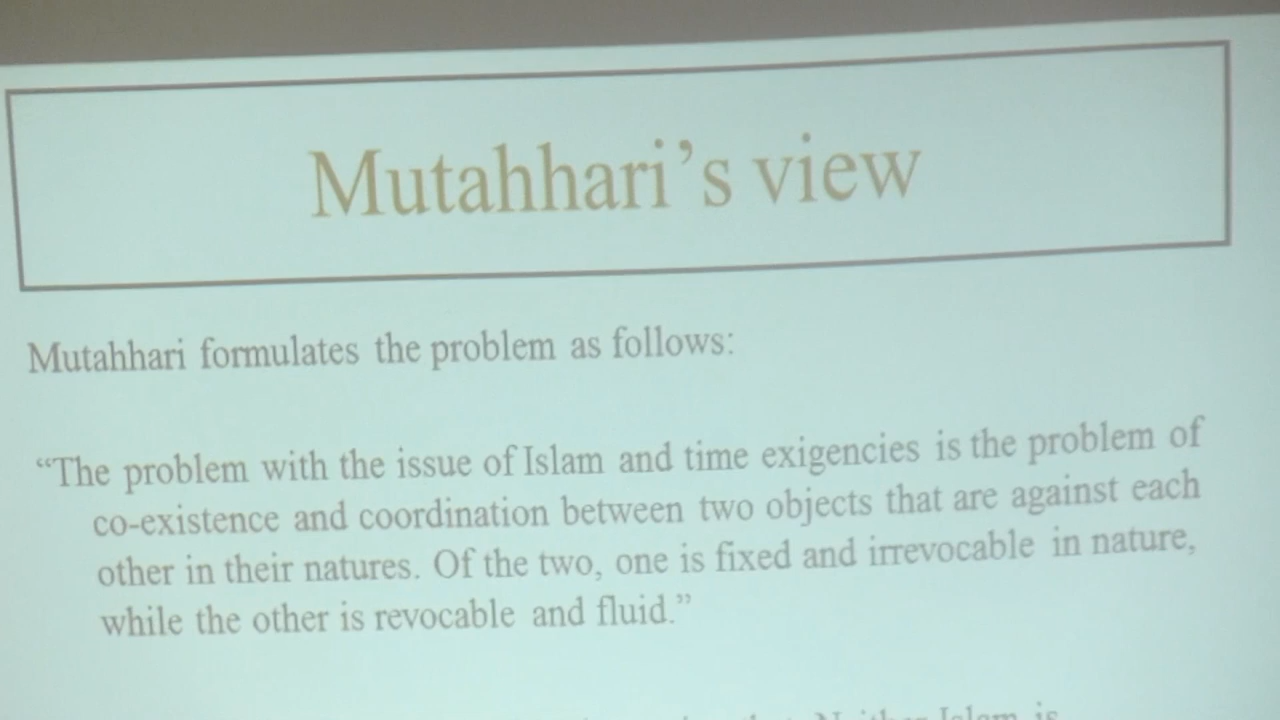 Mutahhari’s view
Mutahhari formulates the problem as follows:
“The problem with the issue of Islam and time exigencies is the problem of
co-existence and coordination between two objects that are against each
other in their natures. Of the two, one is fixed and irrevocable in nature,
while the other is revocable and fluid.”
Islam is